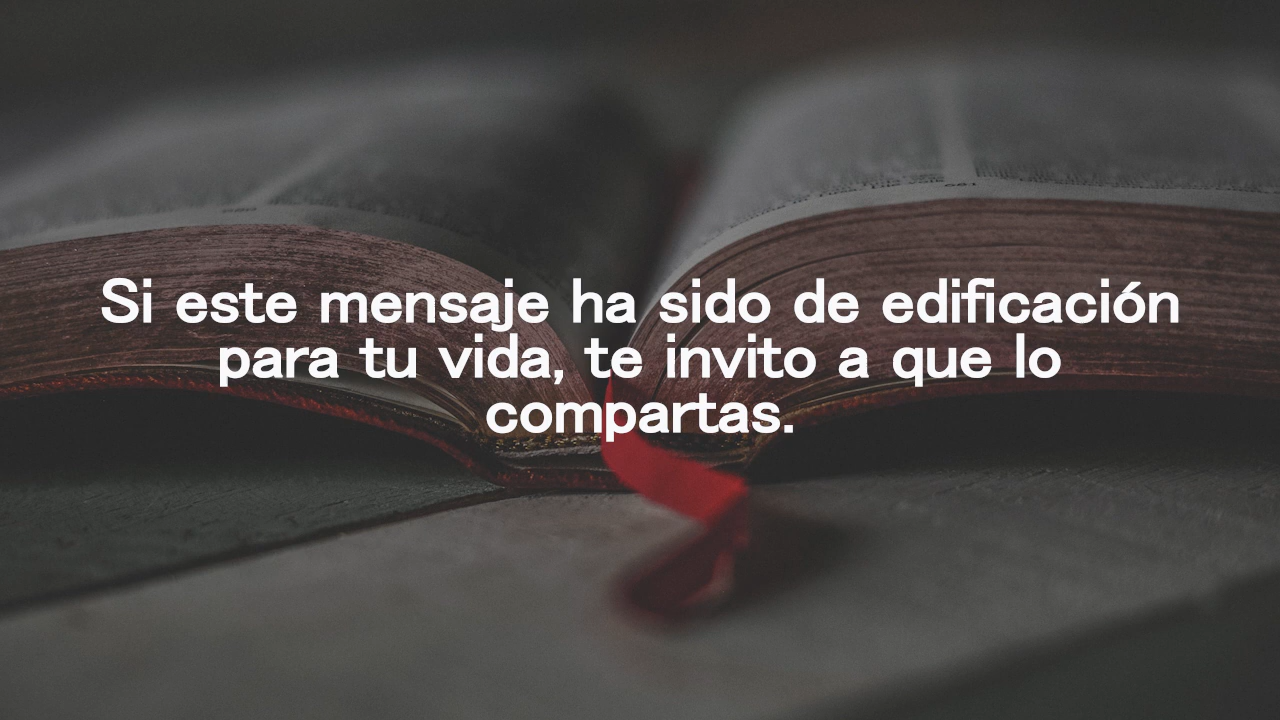 Si este mensaje ha sido de edificación
para tu vida, te invito a que lo
compartas.